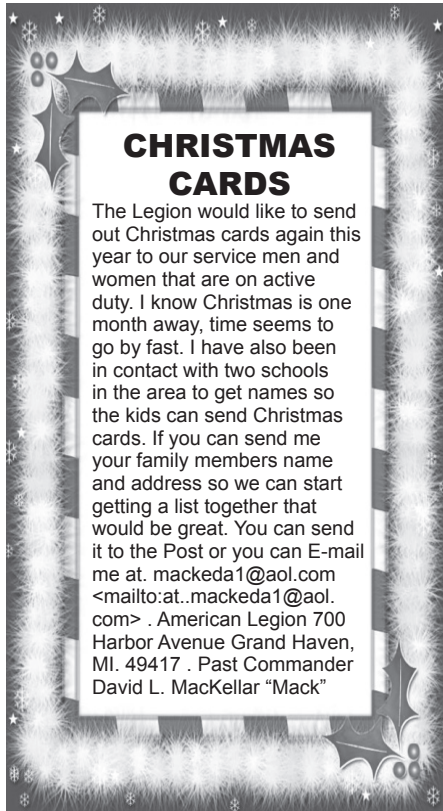 CHRISTMAS
CARDS
The Legion would like to send
out Christmas cards again this
year to our service men and
women that are on active
duty. I know Christmas is one
month away, time seems to
go by fast. I have also been
in contact with two schools
in the area to get names so
the kids can send Christmas
cards. If you can send me
your family members name
and address so we can start
getting a list together that
would be great. You can send
it to the Post or you can E-mail
me at. mackeda1@aol.com
<mailto:at..mackeda1@aol.
com> . American Legion 700
Harbor Avenue Grand Haven,
MI. 49417 . Past Commander
David L. MacKellar “Mack”